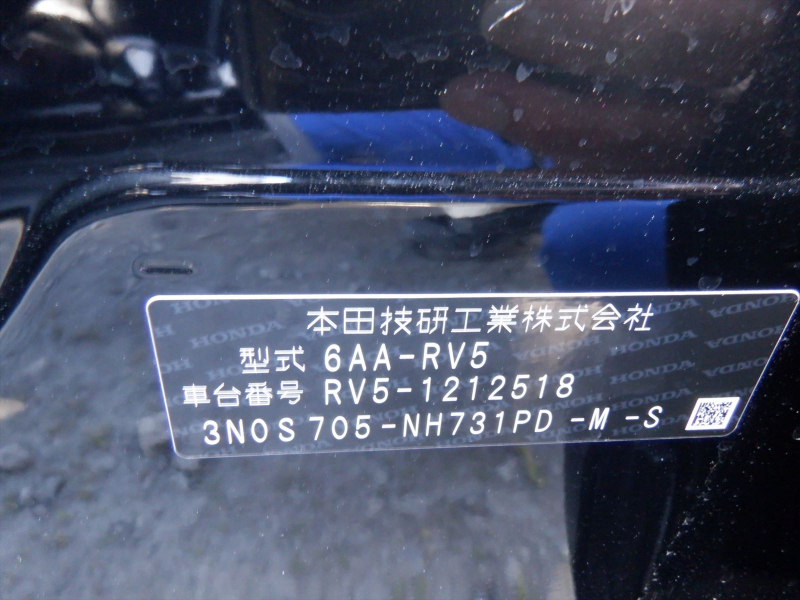 本田技研工業株式会社
型式 6AA-RV5
車台番号 RV5-1212518
3N0S 705-NH731PD -M -S